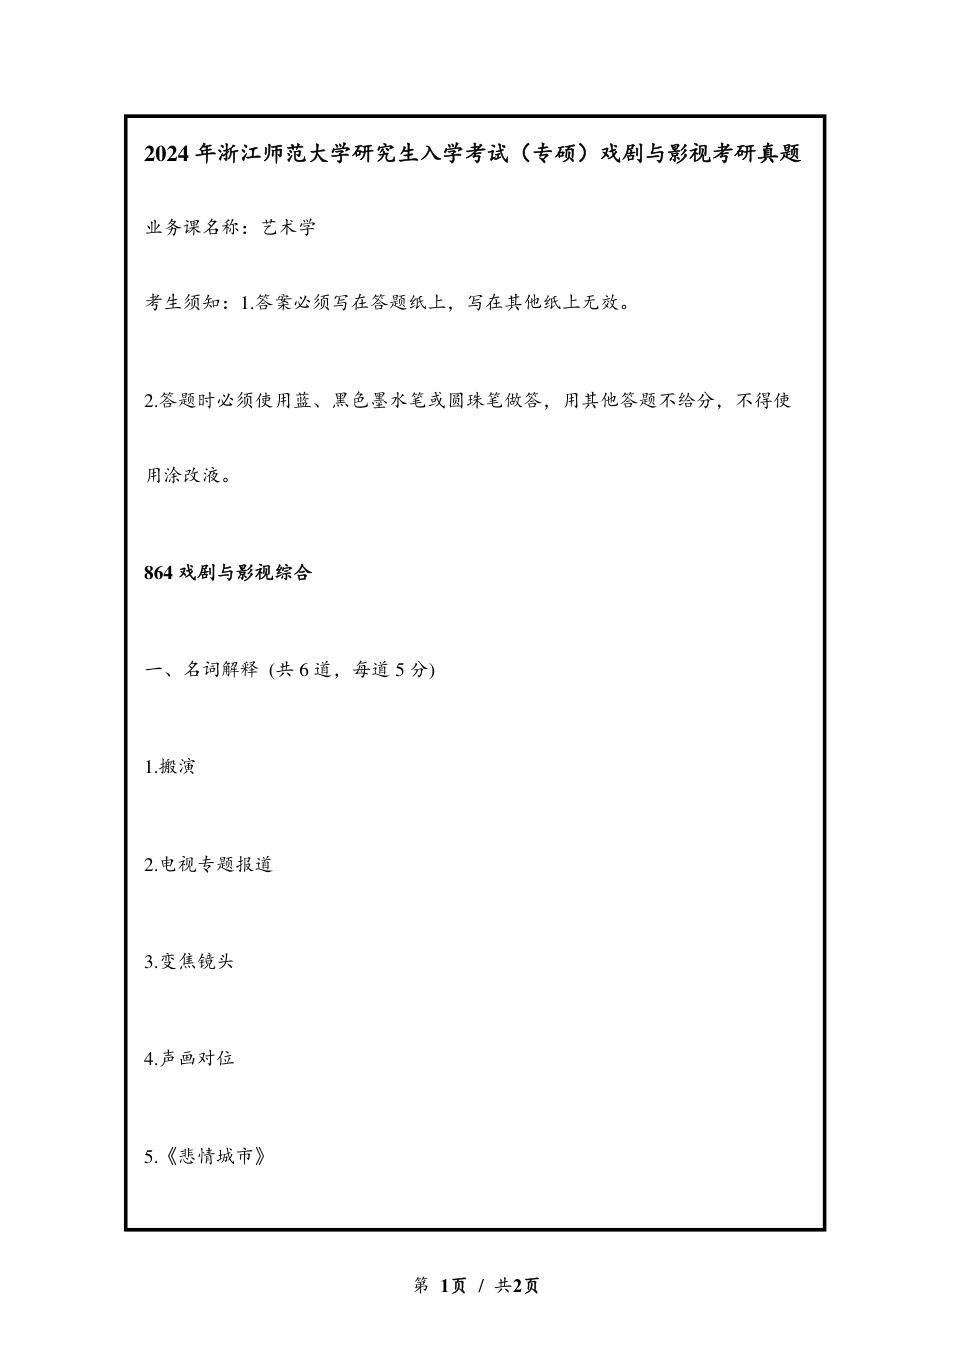 2024 年浙江师范大学研究生入学考试（专硕）戏剧与影视考研真题
业务课名称：艺术学
考生须知：1.答案必须写在答题纸上，写在其他纸上无效。
2.答题时必须使用蓝、黑色墨水笔或圆珠笔做答，用其他答题不给分，不得使
用涂改液。
864 戏剧与影视综合
一、名词解释 (共 6 道，每道 5 分)
1.搬演
2.电视专题报道
3.变焦镜头
4.声画对位
5.《悲情城市》
第 1页 / 共2页